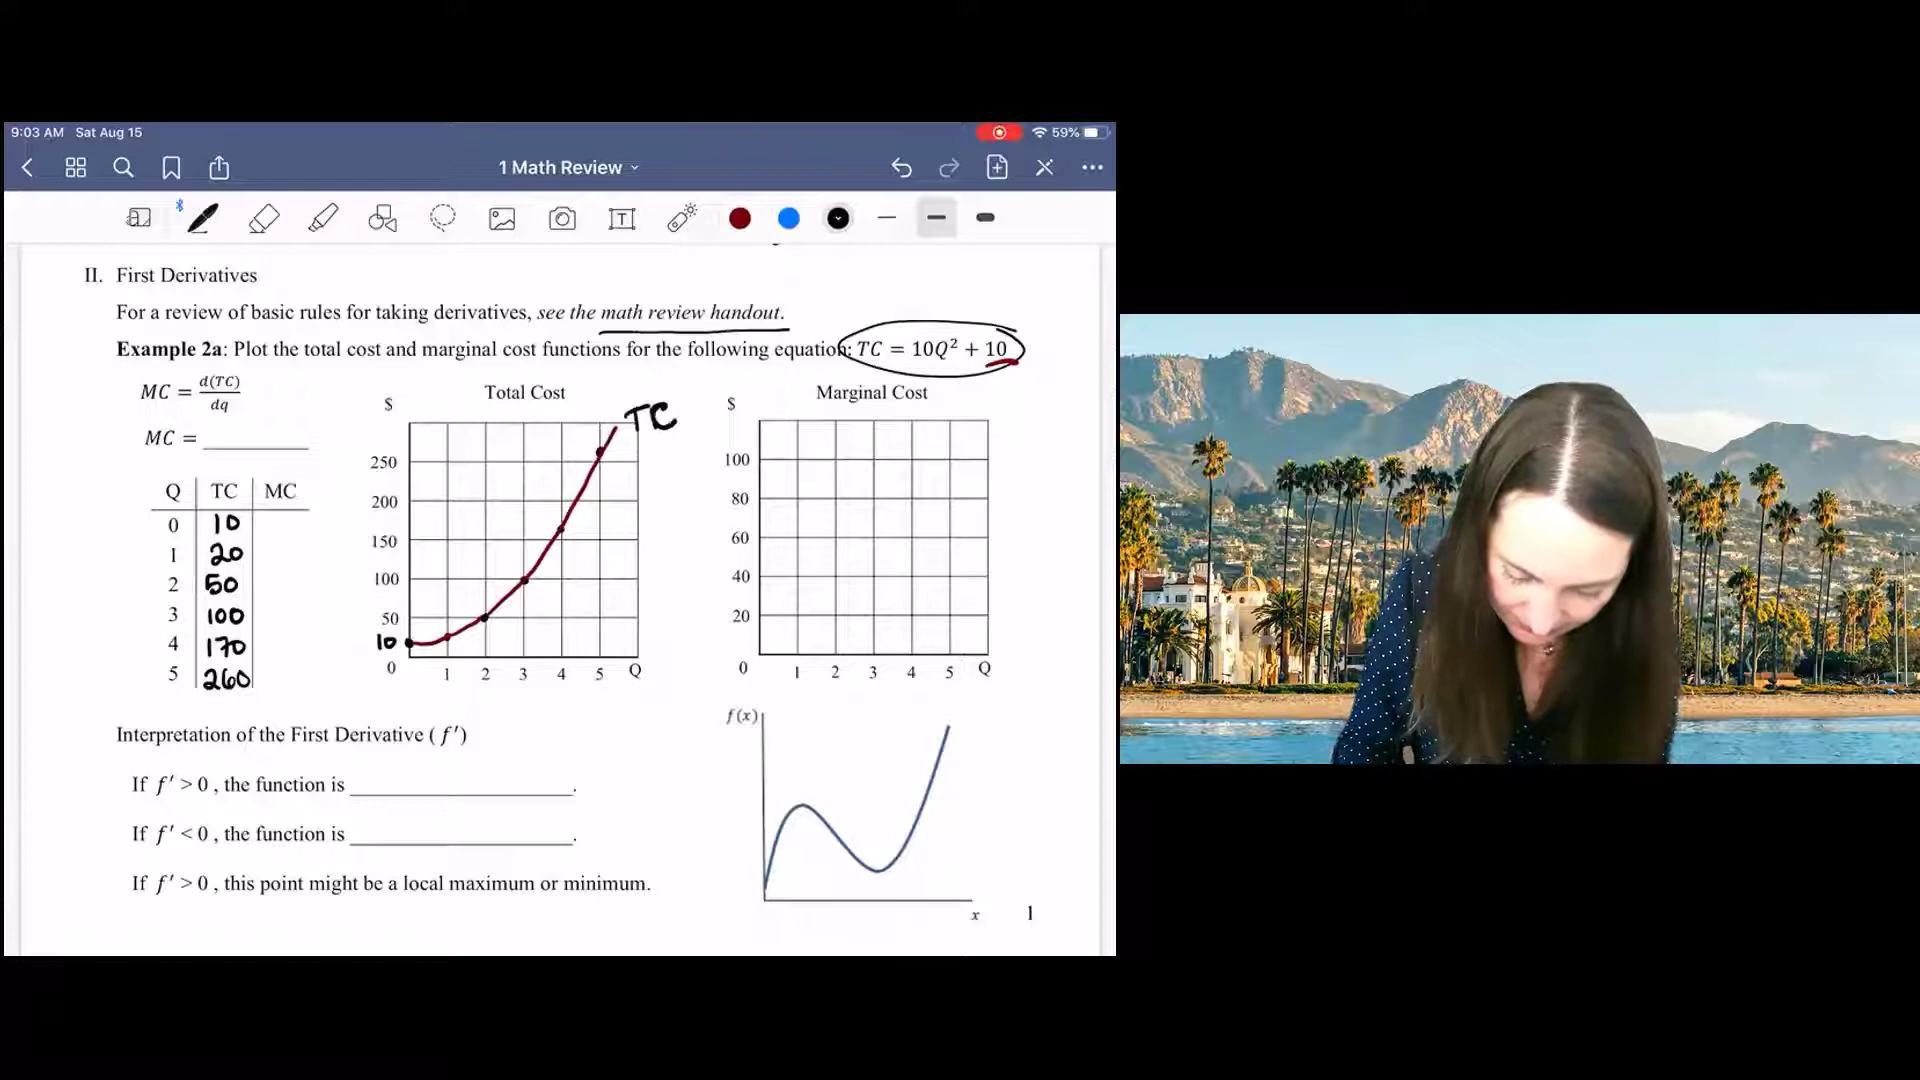 9:03 AM Sat Aug 15
59%
1 Math Review
II. First Derivatives
For a review of basic rules for taking derivatives, see the math review handout.
Example 2a: Plot the total cost and marginal cost functions for the following equation: TC = 10Q² + 10
MC = d(TC)/dq
MC = ____________
Q TC MC
0 10
1 20
2 50
3 100
4 170
5 260
Total Cost
$
TC
250
200
150
100
50
10
0 1 2 3 4 5 Q
Marginal Cost
$
100
80
60
40
20
0 1 2 3 4 5 Q
Interpretation of the First Derivative ( f′)
If f′ > 0 , the function is ______________________.
If f′ < 0 , the function is ______________________.
If f′ > 0 , this point might be a local maximum or minimum.
f(x)
x
1